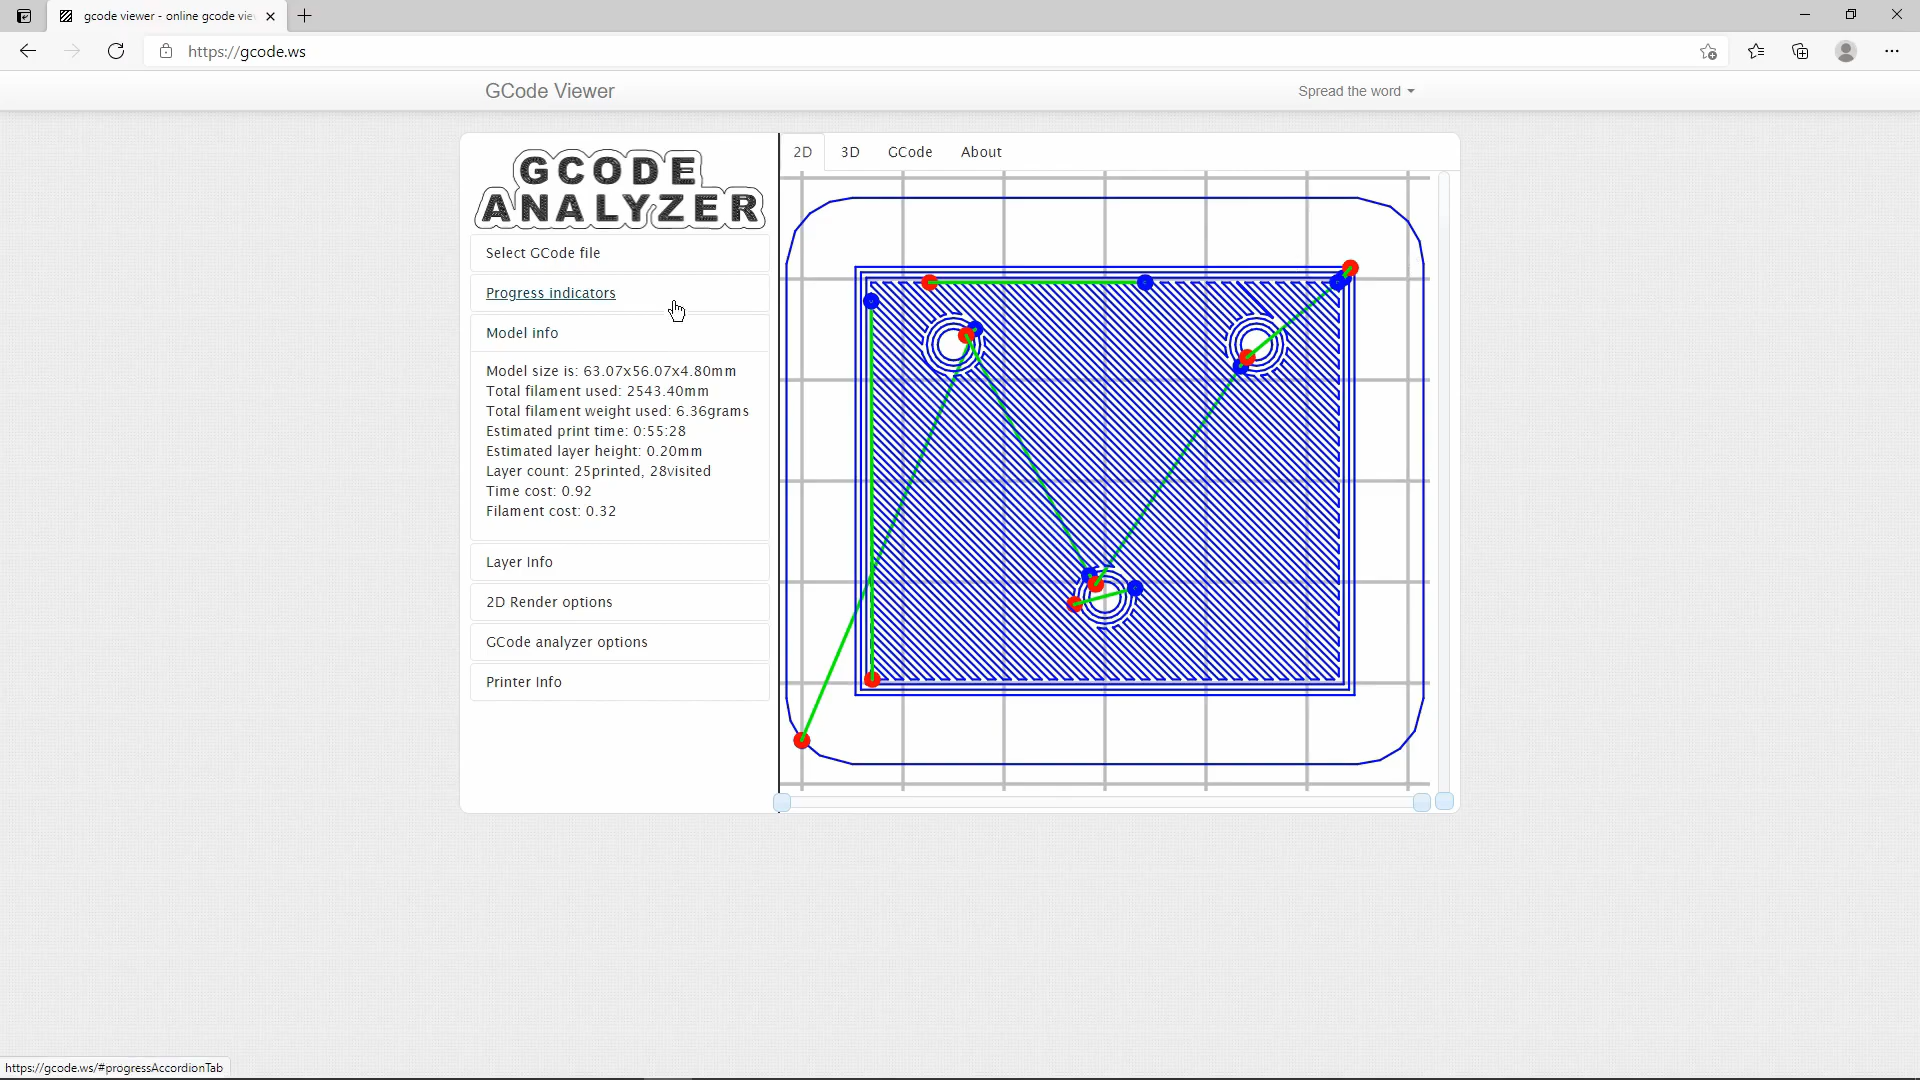 gcode viewer - online gcode vie
https://gcode.ws
GCode Viewer
Spread the word
GCODE
ANALYZER
2D
3D
GCode
About
Select GCode file
Progress indicators
Model info
Model size is: 63.07x56.07x4.80mm
Total filament used: 2543.40mm
Total filament weight used: 6.36grams
Estimated print time: 0:55:28
Estimated layer height: 0.20mm
Layer count: 25printed, 28visited
Time cost: 0.92
Filament cost: 0.32
Layer Info
2D Render options
GCode analyzer options
Printer Info
https://gcode.ws/#progressAccordionTab